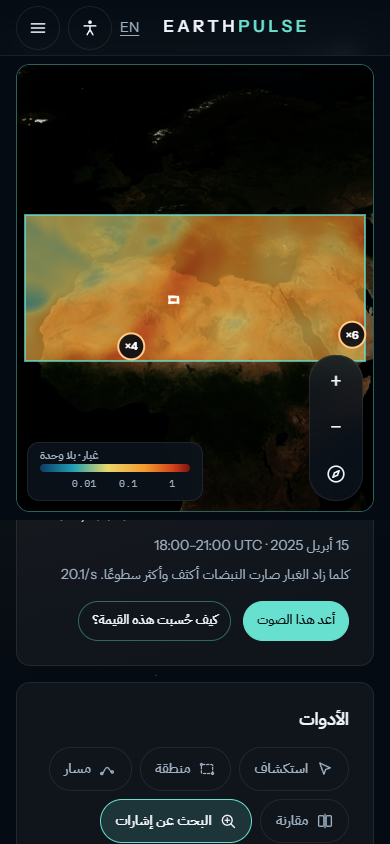 EN EARTHPULSE
×6
×4
+
−
غبار · بلا وحدة
0.01 0.1 1
15 أبريل 2025 · 18:00–21:00 UTC
كلما زاد الغبار صارت النبضات أكثف وأكثر سطوعًا. 20.1/s
أعد هذا الصوت
كيف حُسبت هذه القيمة؟
الأدوات
استكشاف
منطقة
مسار
مقارنة
البحث عن إشارات